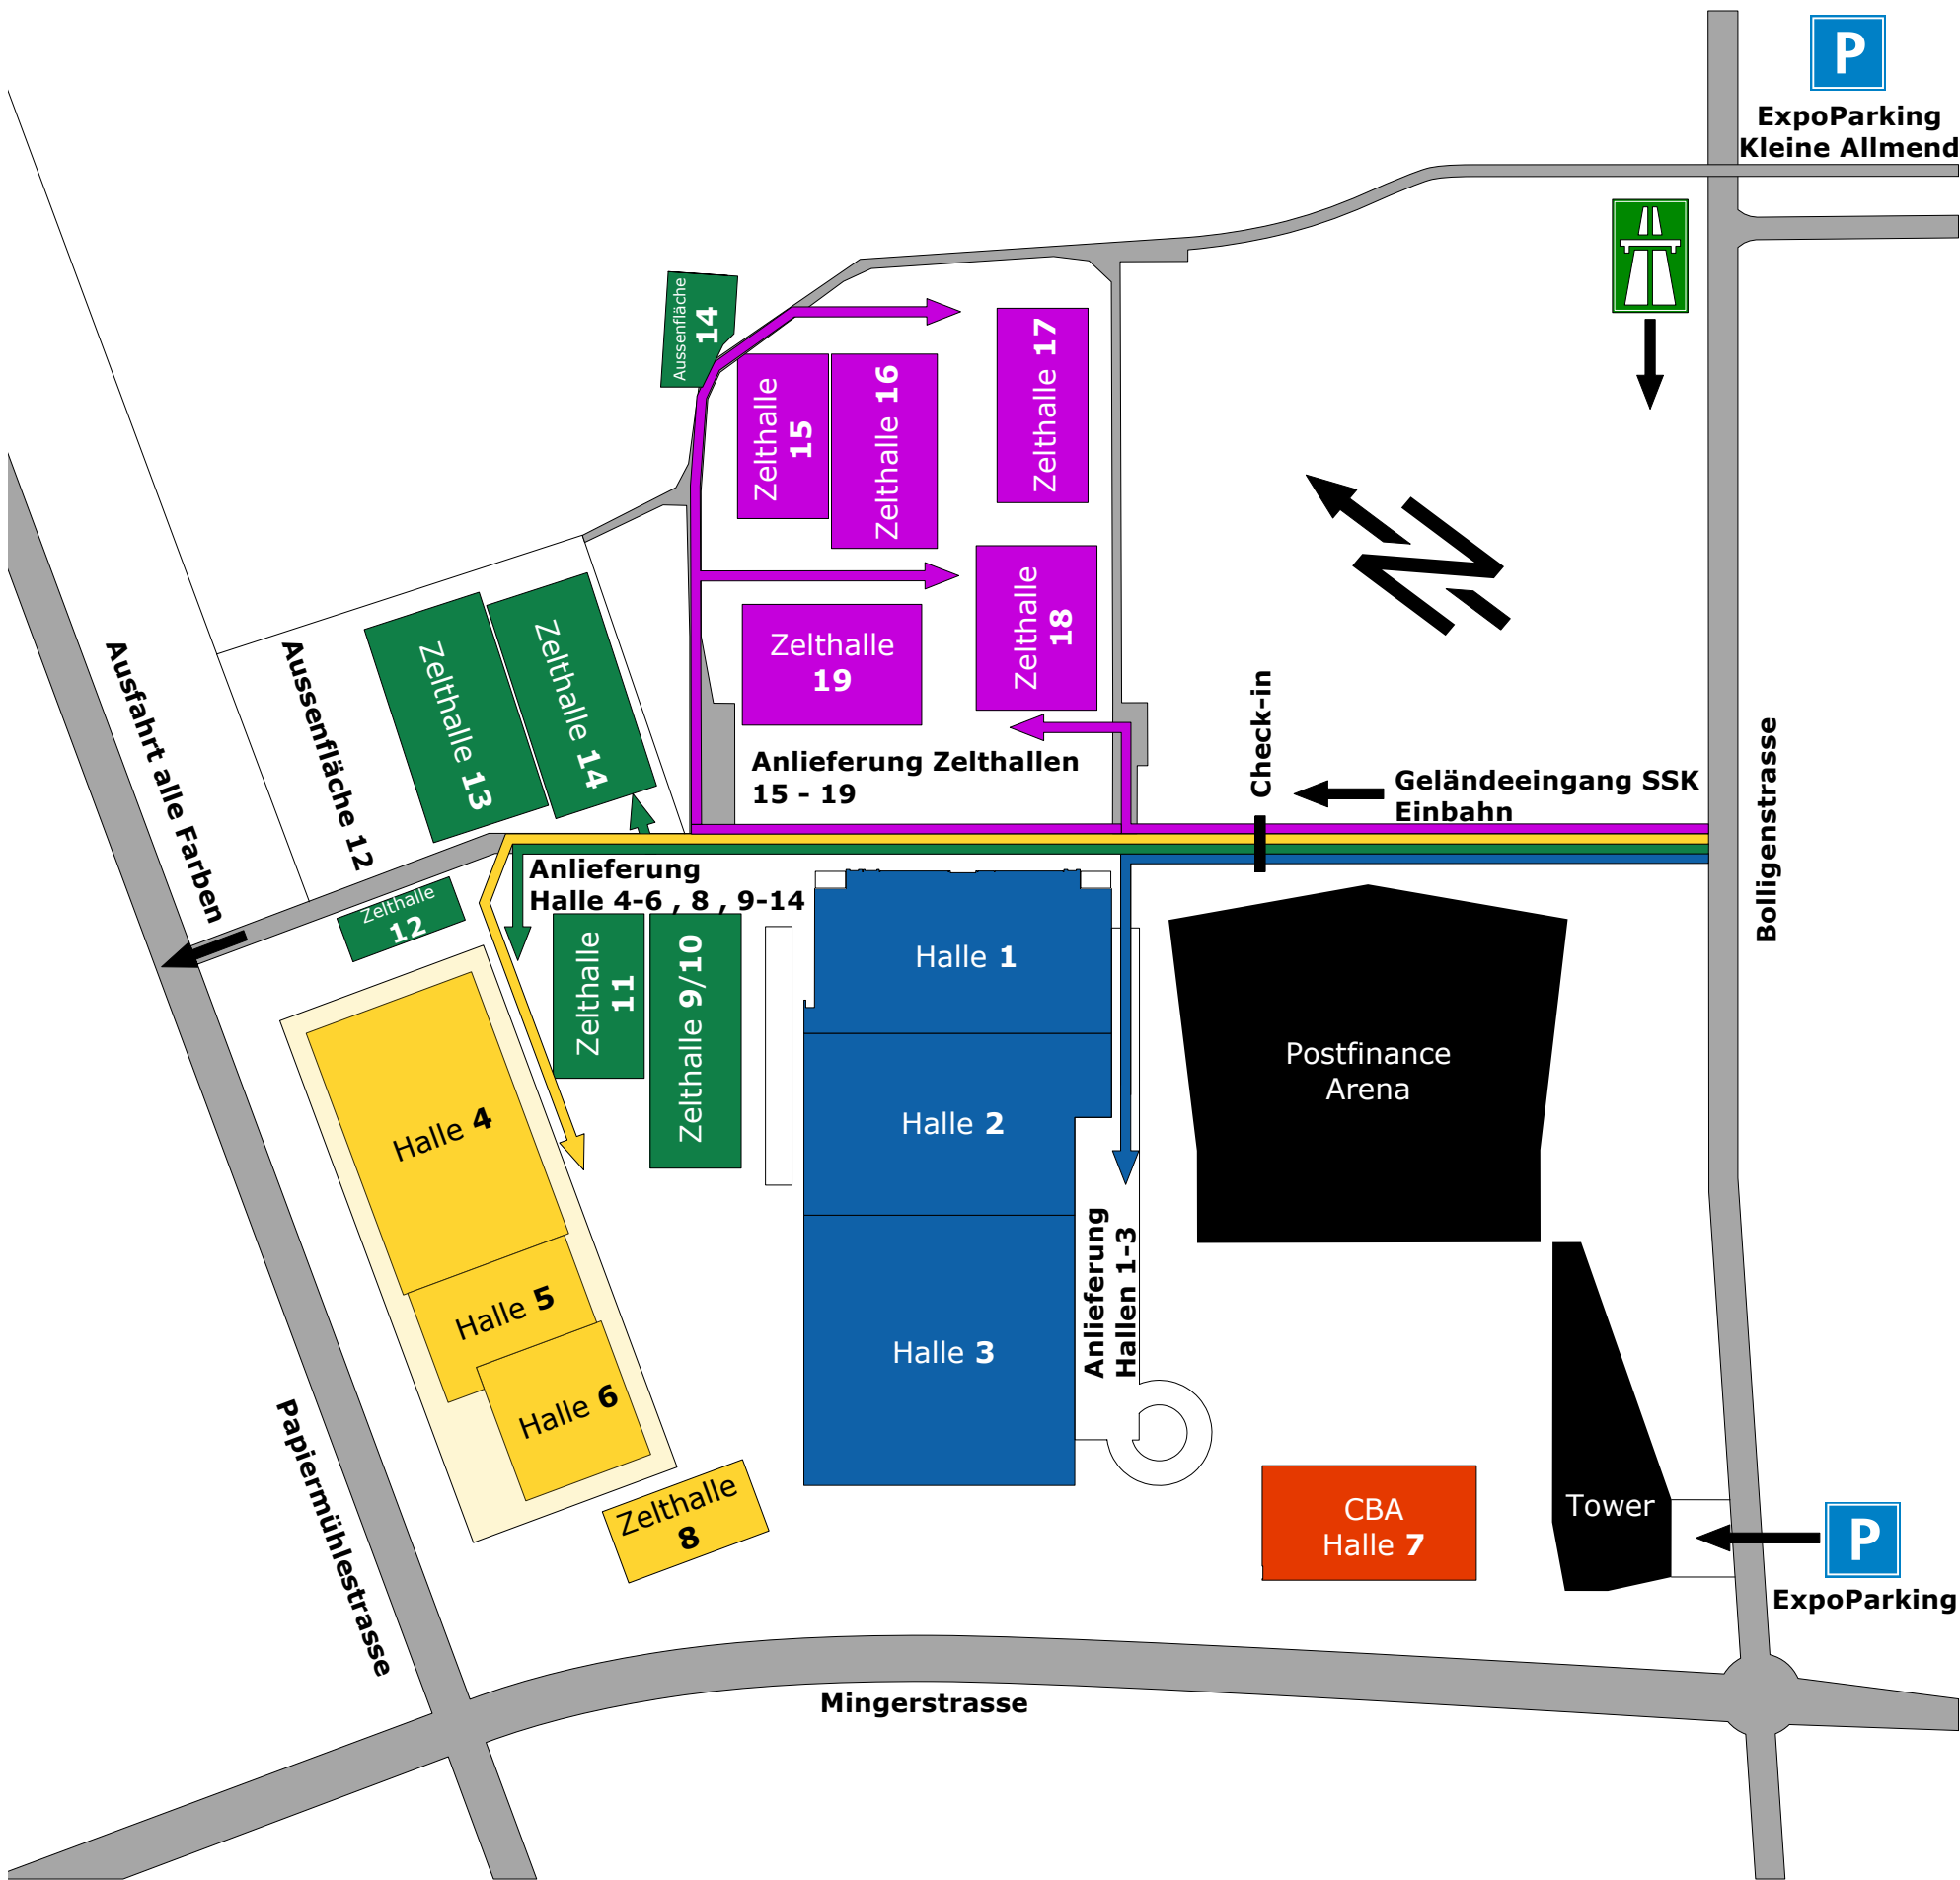 P
ExpoParking
Kleine Allmend
Aussenfläche
14
Zelthalle
15
Zelthalle 16
Zelthalle 17
Zelthalle
18
Zelthalle
19
N
Anlieferung Zelthallen
15 - 19
Check-in
Geländeeingang SSK
Einbahn
Bolligenstrasse
Ausfahrt alle Farben
Aussenfläche 12
Zelthalle 13
Zelthalle 14
Anlieferung
Halle 4-6 , 8 , 9-14
Zelthalle
12
Zelthalle
11
Zelthalle 9/10
Halle 1
Halle 2
Halle 3
Postfinance
Arena
Halle 4
Halle 5
Halle 6
Zelthalle
8
Anlieferung
Hallen 1-3
CBA
Halle 7
Tower
P
ExpoParking
Papiermühlestrasse
Mingerstrasse